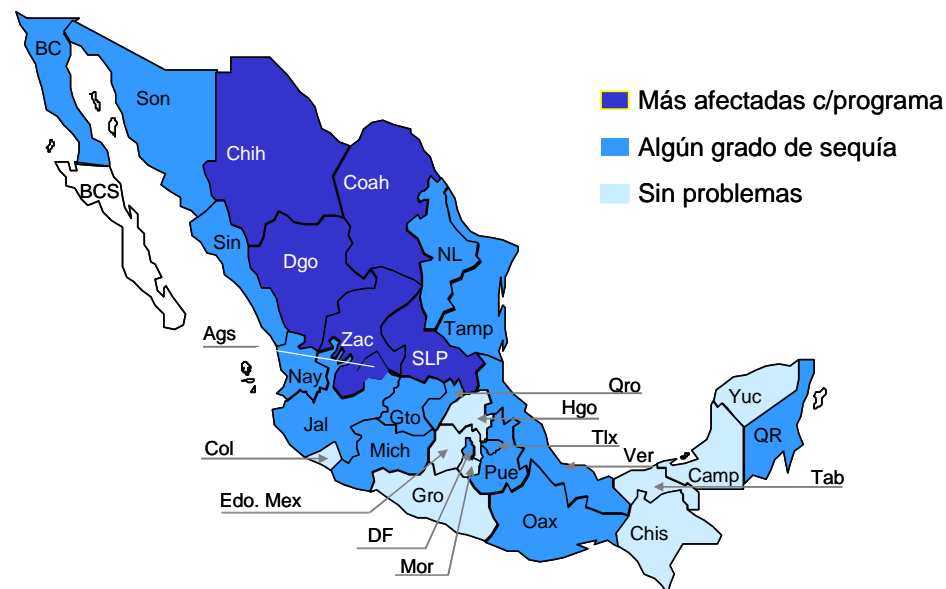 BC
Son
Chih
Coah
BCS
Sin
Dgo
NL
Tamp
Zac
SLP
Ags
Nay
Jal
Gto
Mich
Col
Edo. Mex
DF
Mor
Gro
Pue
Oax
Qro
Hgo
Tlx
Ver
Tab
Yuc
QR
Camp
Chis
Más afectadas c/programa
Algún grado de sequía
Sin problemas